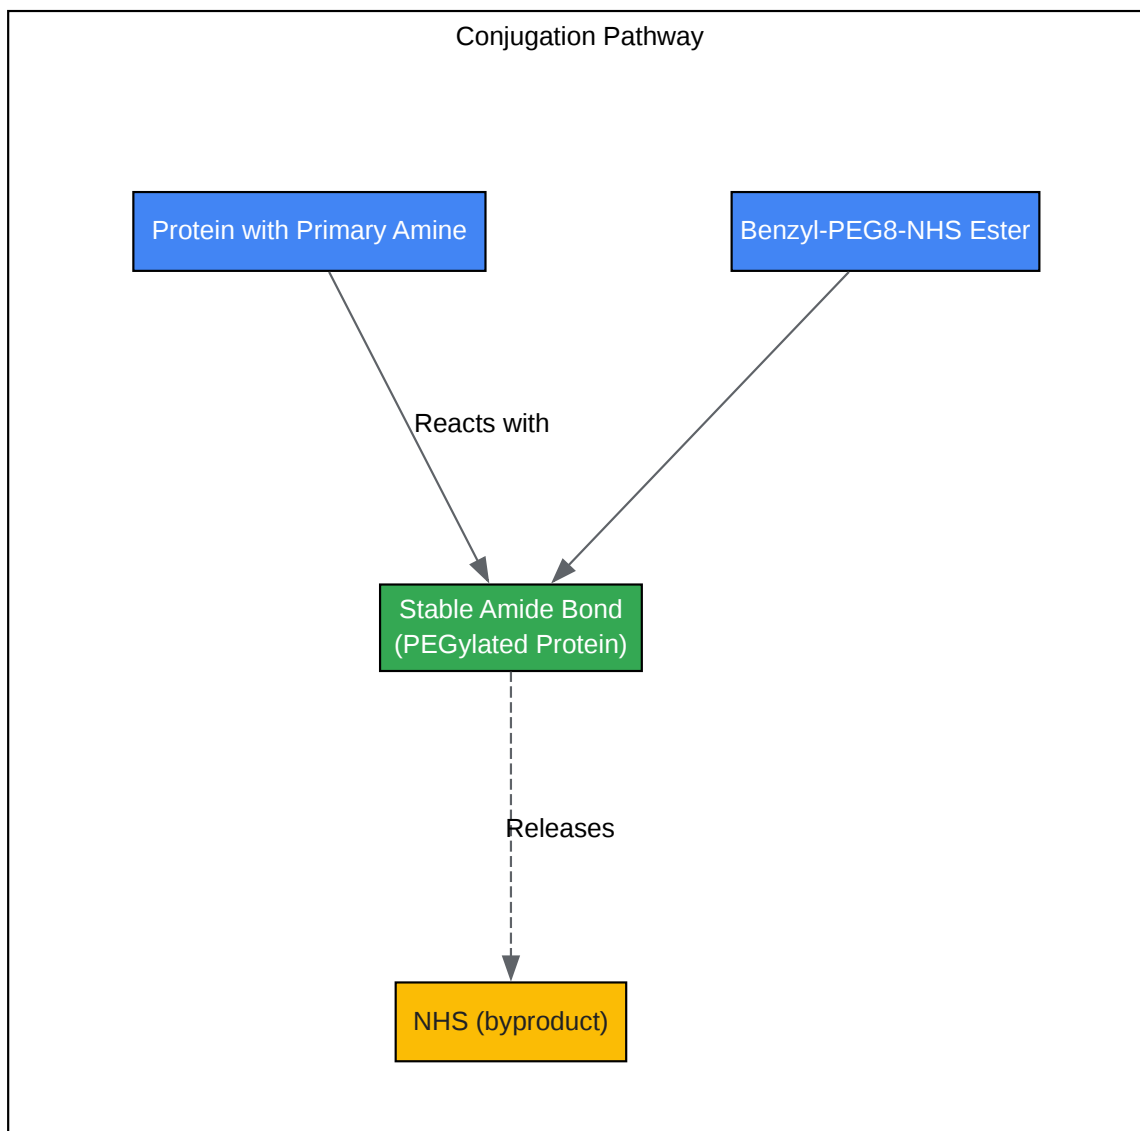 Conjugation Pathway
Protein with Primary Amine
Benzyl-PEG8-NHS Ester
Reacts with
Stable Amide Bond
(PEGylated Protein)
Releases
NHS (byproduct)